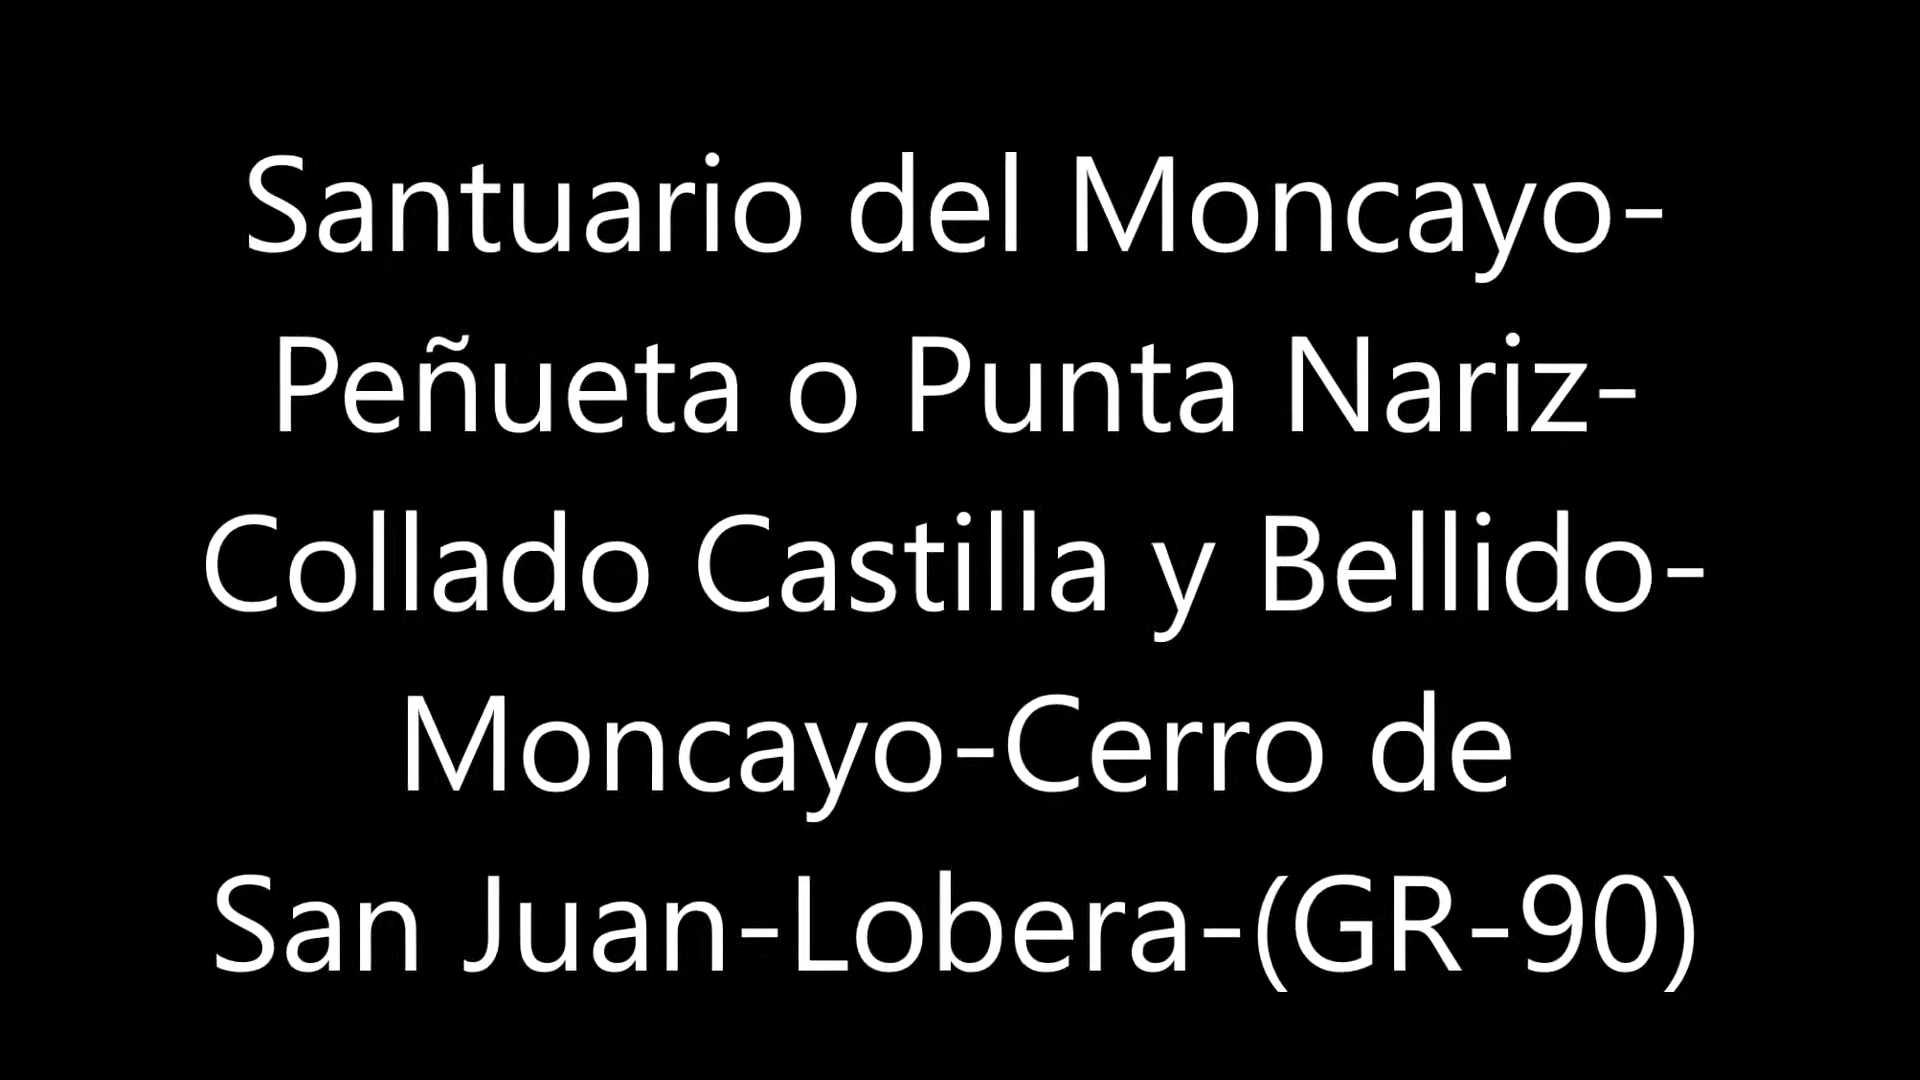 Santuario del Moncayo-
Peñueta o Punta Nariz-
Collado Castilla y Bellido-
Moncayo-Cerro de
San Juan-Lobera-(GR-90)